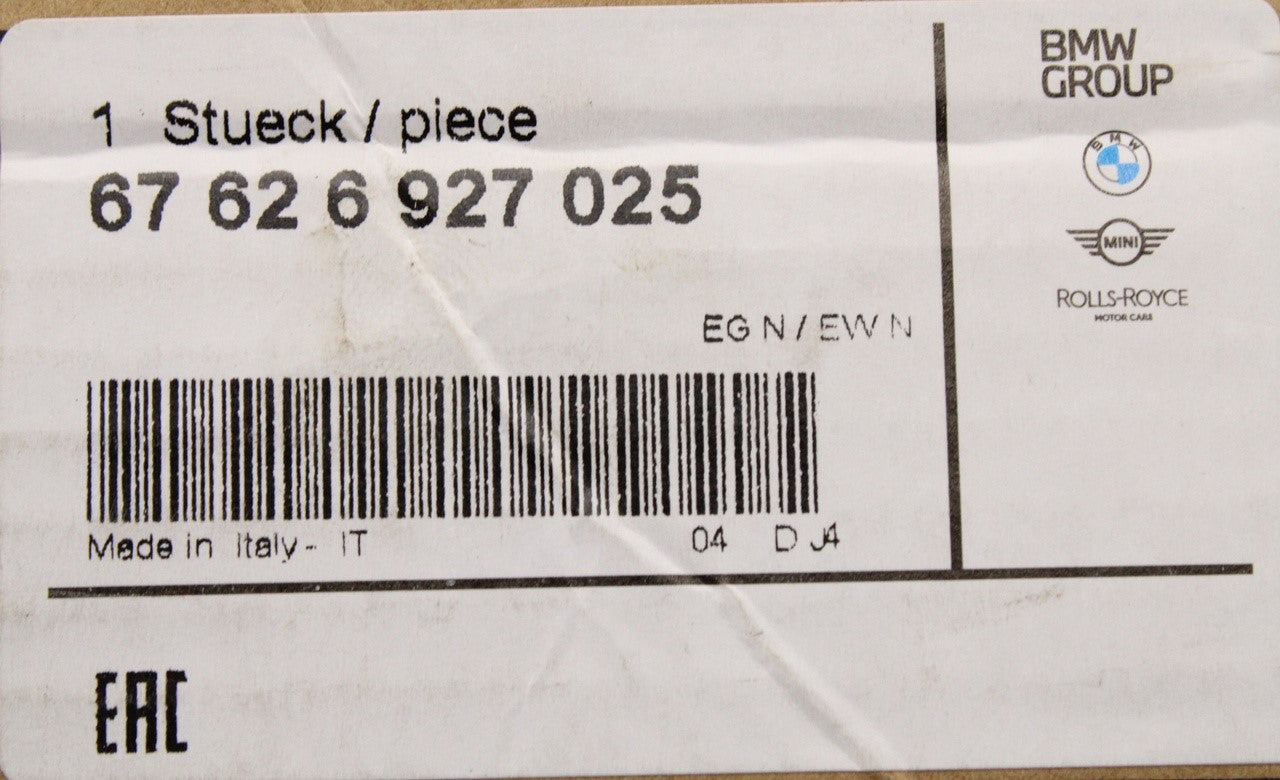 1 Stueck / piece
67 62 6 927 025
EG N / EW N
Made in Italy - IT
04 D J4
EAC
BMW
GROUP
BMW
MINI
ROLLS-ROYCE
MOTOR CARS